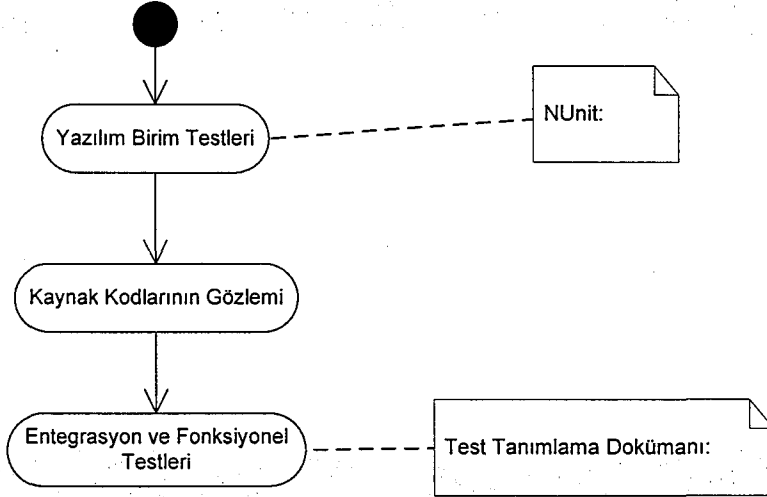 Yazılım Birim Testleri
NUnit:
Kaynak Kodlarının Gözlemi
Entegrasyon ve Fonksiyonel
Testleri
Test Tanımlama Dokümanı: